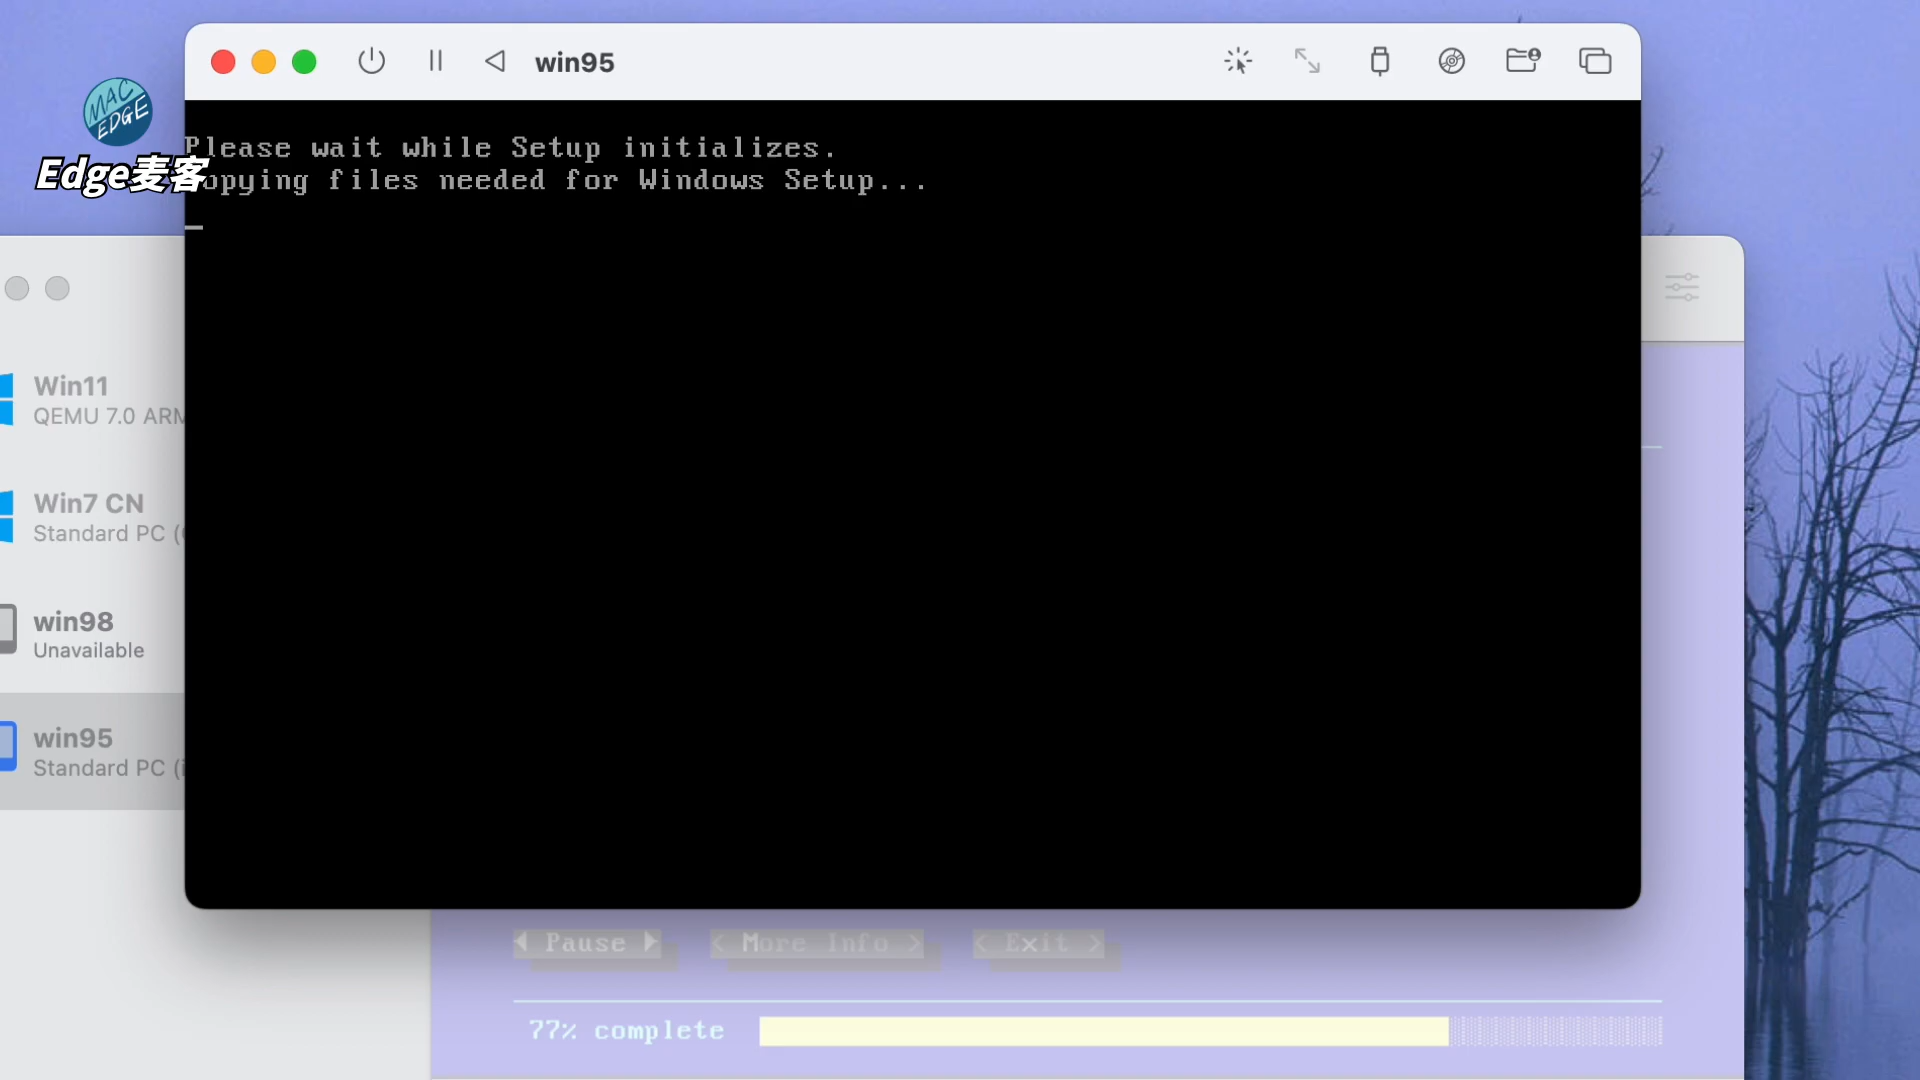 win95
MAC
EDGE
Edge麦客
Please wait while Setup initializes.
opying files needed for Windows Setup...
Win11
QEMU 7.0 ARM
Win7 CN
Standard PC (
win98
Unavailable
win95
Standard PC (i
Pause
< More Info >
< Exit >
77% complete